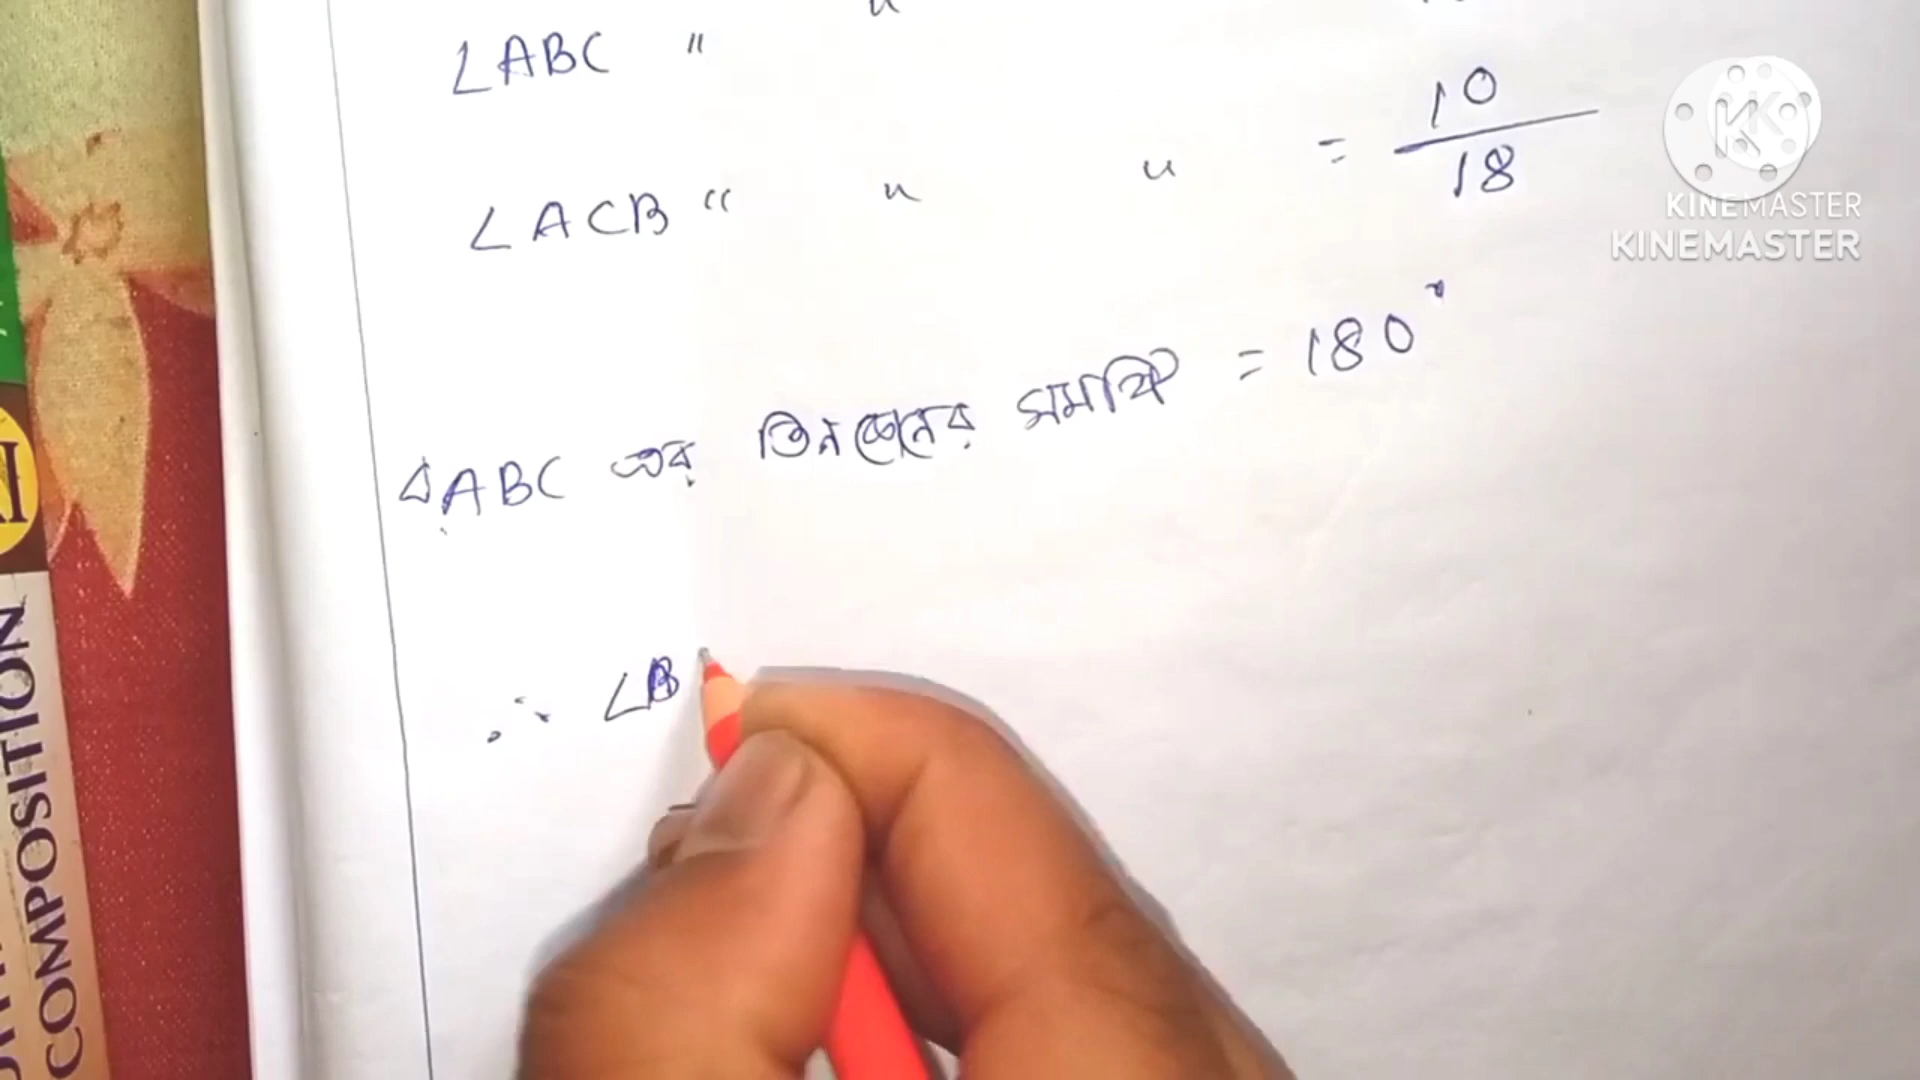 ∠ABC "
∠ACB " " " = 10/18
△ABC এর তিন কোনের সমষ্টি = 180°
∴ ∠B
KINEMASTER
KINEMASTER
COMPOSITION